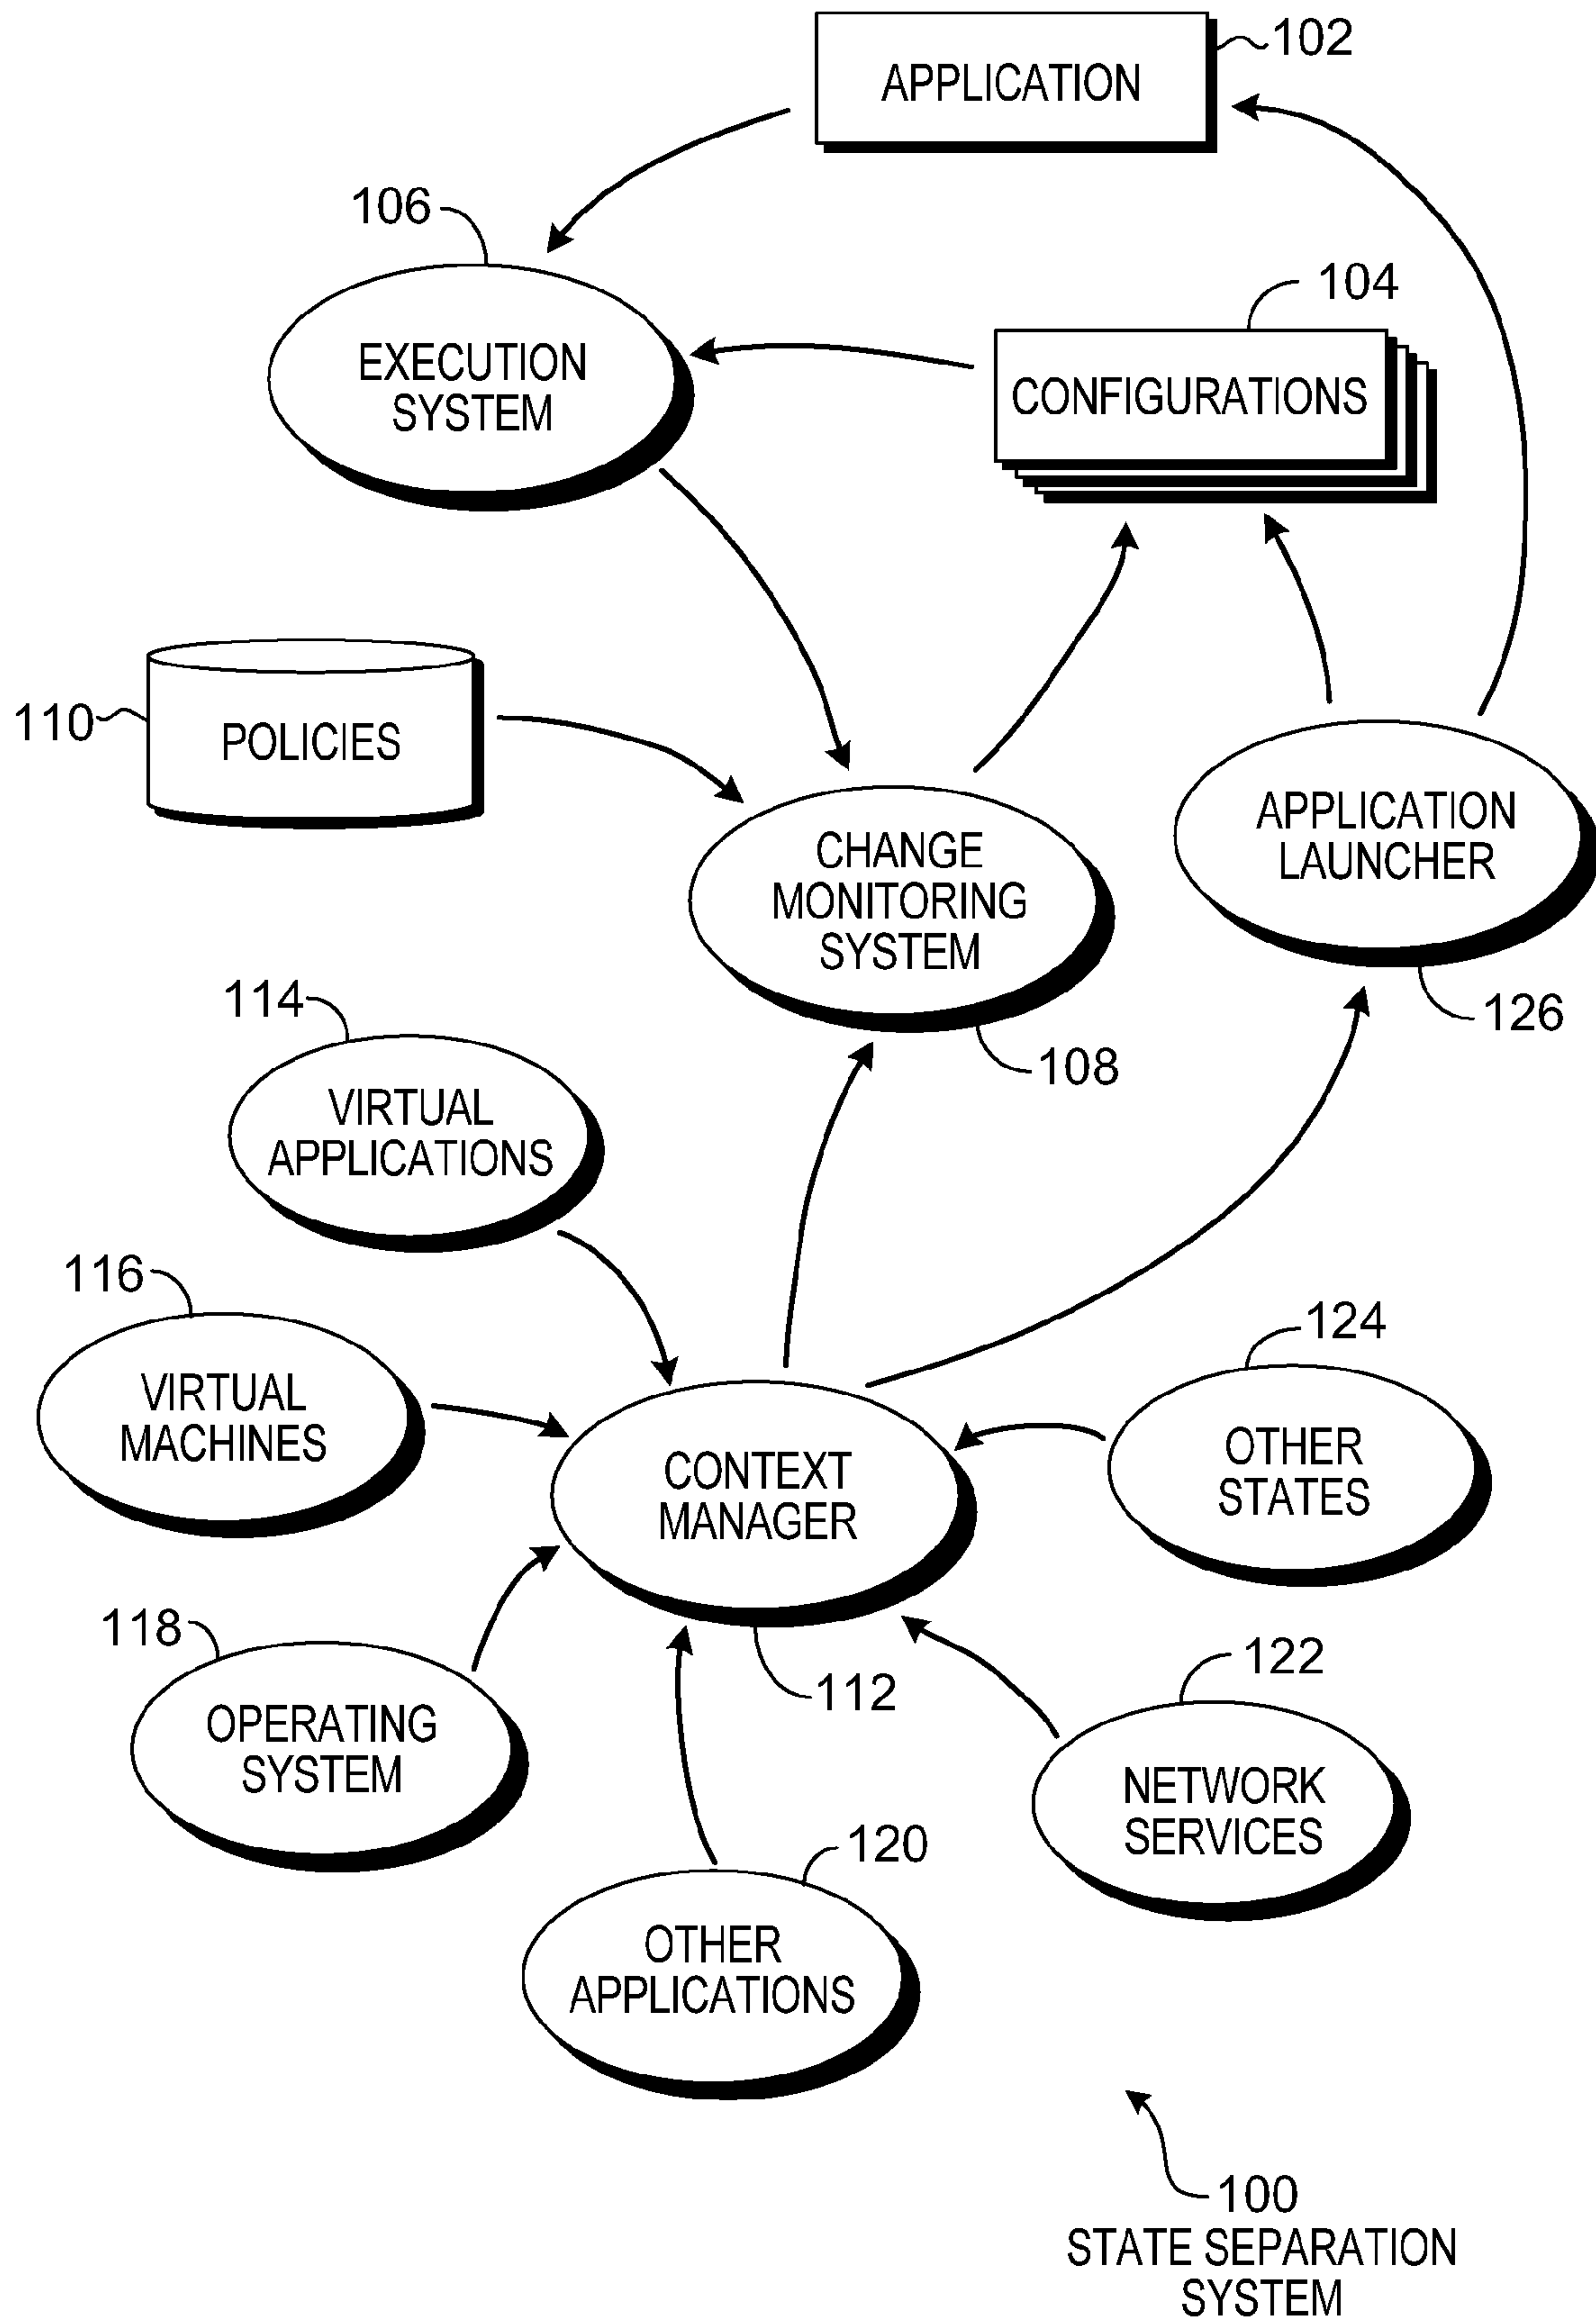 102
APPLICATION
106
104
EXECUTION
SYSTEM
CONFIGURATIONS
110
POLICIES
APPLICATION
LAUNCHER
126
CHANGE
MONITORING
SYSTEM
108
114
VIRTUAL
APPLICATIONS
116
VIRTUAL
MACHINES
124
OTHER
STATES
CONTEXT
MANAGER
112
118
OPERATING
SYSTEM
122
NETWORK
SERVICES
120
OTHER
APPLICATIONS
100
STATE SEPARATION
SYSTEM